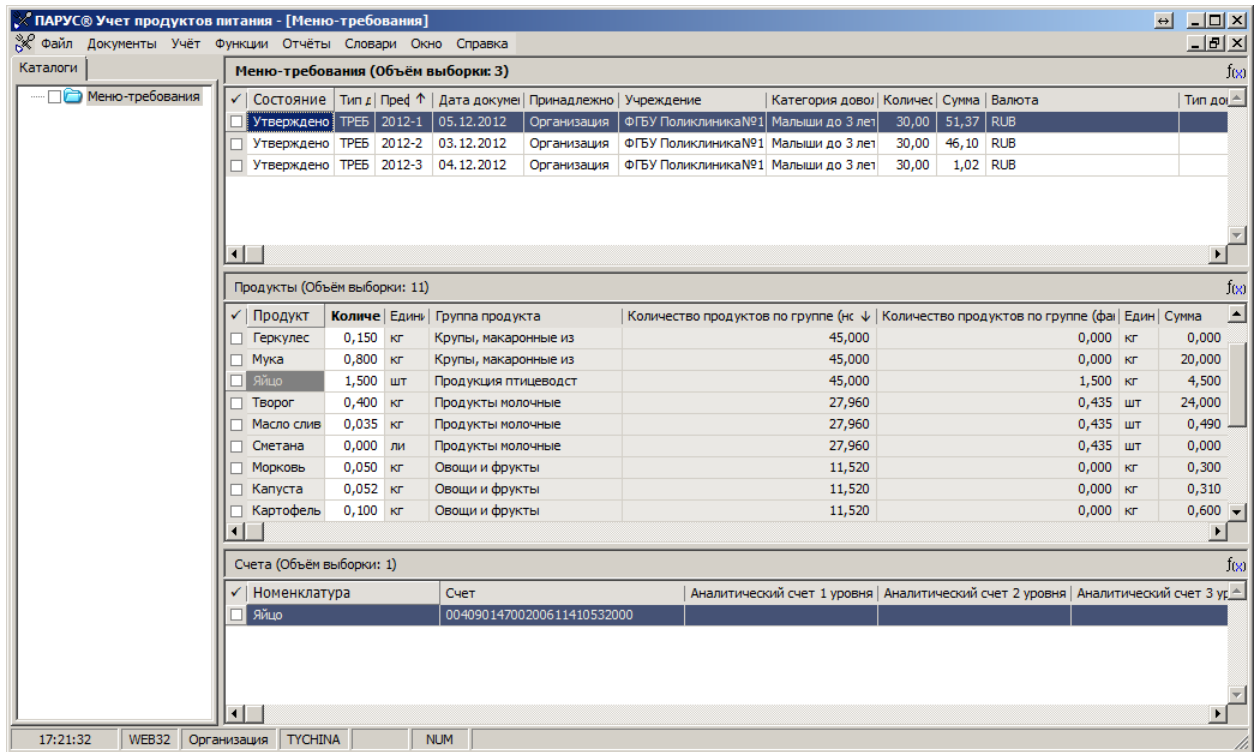 ПАРУС® Учет продуктов питания - [Меню-требования]
Файл Документы Учёт Функции Отчёты Словари Окно Справка
Каталоги
Меню-требования
Меню-требования (Объём выборки: 3) f(x)
✓ Состояние Тип д Преф ↑ Дата докумен Принадлежно Учреждение Категория довол Количес Сумма Валюта Тип док
Утверждено ТРЕБ 2012-1 05.12.2012 Организация ФГБУ Поликлиника№1 Малыши до 3 лет 30,00 51,37 RUB
Утверждено ТРЕБ 2012-2 03.12.2012 Организация ФГБУ Поликлиника№1 Малыши до 3 лет 30,00 46,10 RUB
Утверждено ТРЕБ 2012-3 04.12.2012 Организация ФГБУ Поликлиника№1 Малыши до 3 лет 30,00 1,02 RUB
Продукты (Объём выборки: 11) f(x)
✓ Продукт Количе Едини Группа продукта Количество продуктов по группе (нс ↓ Количество продуктов по группе (фак Един Сумма
Геркулес 0,150 кг Крупы, макаронные из 45,000 0,000 кг 0,000
Мука 0,800 кг Крупы, макаронные из 45,000 0,000 кг 20,000
Яйцо 1,500 шт Продукция птицеводст 45,000 1,500 кг 4,500
Творог 0,400 кг Продукты молочные 27,960 0,435 шт 24,000
Масло слив 0,035 кг Продукты молочные 27,960 0,435 шт 0,490
Сметана 0,000 ли Продукты молочные 27,960 0,435 шт 0,000
Морковь 0,050 кг Овощи и фрукты 11,520 0,000 кг 0,300
Капуста 0,052 кг Овощи и фрукты 11,520 0,000 кг 0,310
Картофель 0,100 кг Овощи и фрукты 11,520 0,000 кг 0,600
Счета (Объём выборки: 1) f(x)
✓ Номенклатура Счет Аналитический счет 1 уровня Аналитический счет 2 уровня Аналитический счет 3 ур
Яйцо 00409014700200611410532000
17:21:32 WEB32 Организация TYCHINA NUM